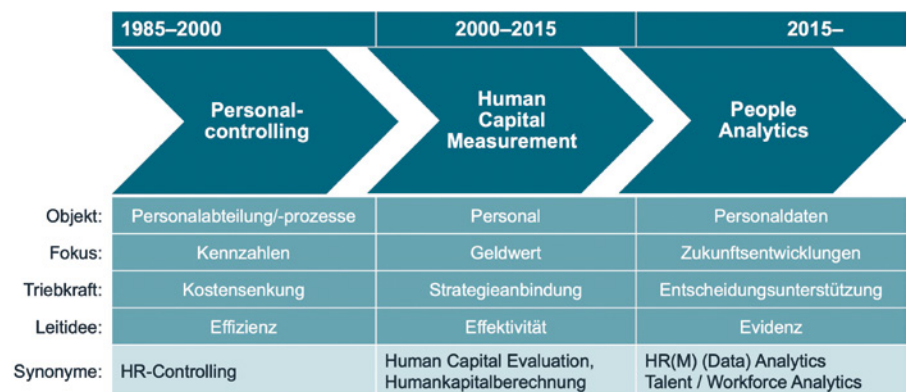 1985–2000 2000–2015 2015–
Personal-
controlling
Human
Capital
Measurement
People
Analytics
Objekt: Personalabteilung/-prozesse Personal Personaldaten
Fokus: Kennzahlen Geldwert Zukunftsentwicklungen
Triebkraft: Kostensenkung Strategieanbindung Entscheidungsunterstützung
Leitidee: Effizienz Effektivität Evidenz
Synonyme: HR-Controlling
Human Capital Evaluation,
Humankapitalberechnung
HR(M) (Data) Analytics
Talent / Workforce Analytics